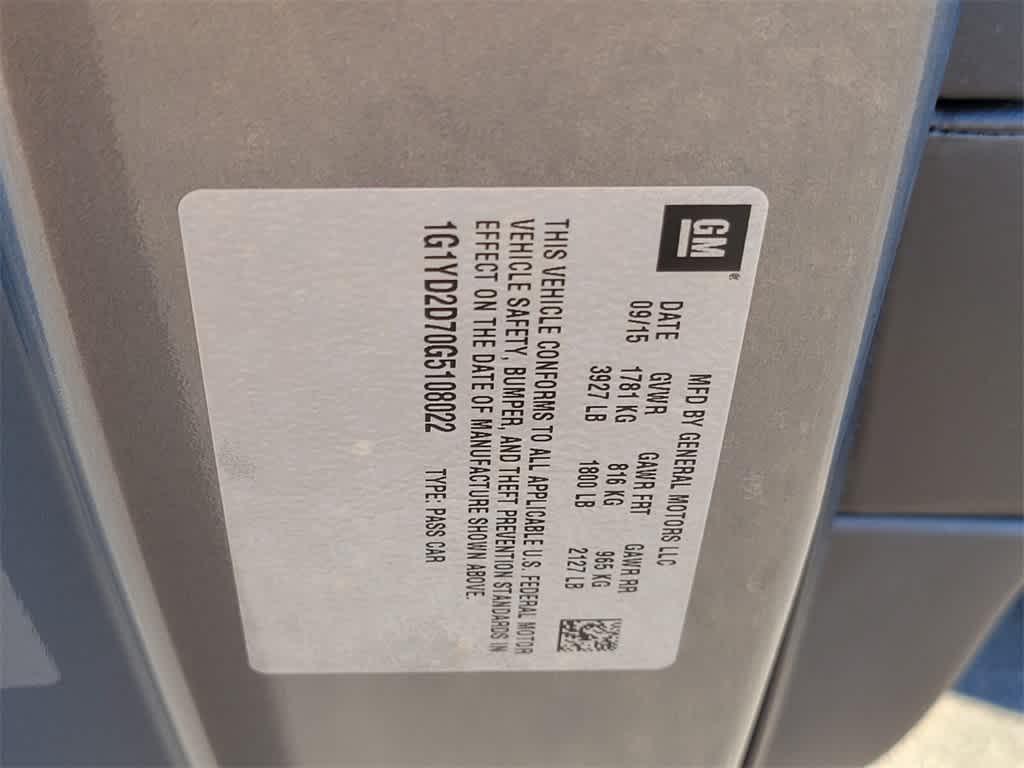 GM
MFD BY GENERAL MOTORS LLC
DATE GVWR GAWR FRT GAWR RR
09/15 1781 KG 816 KG 965 KG
3927 LB 1800 LB 2127 LB
THIS VEHICLE CONFORMS TO ALL APPLICABLE U.S. FEDERAL MOTOR
VEHICLE SAFETY, BUMPER, AND THEFT PREVENTION STANDARDS IN
EFFECT ON THE DATE OF MANUFACTURE SHOWN ABOVE.
1G1YD2D70G5108022 TYPE: PASS CAR